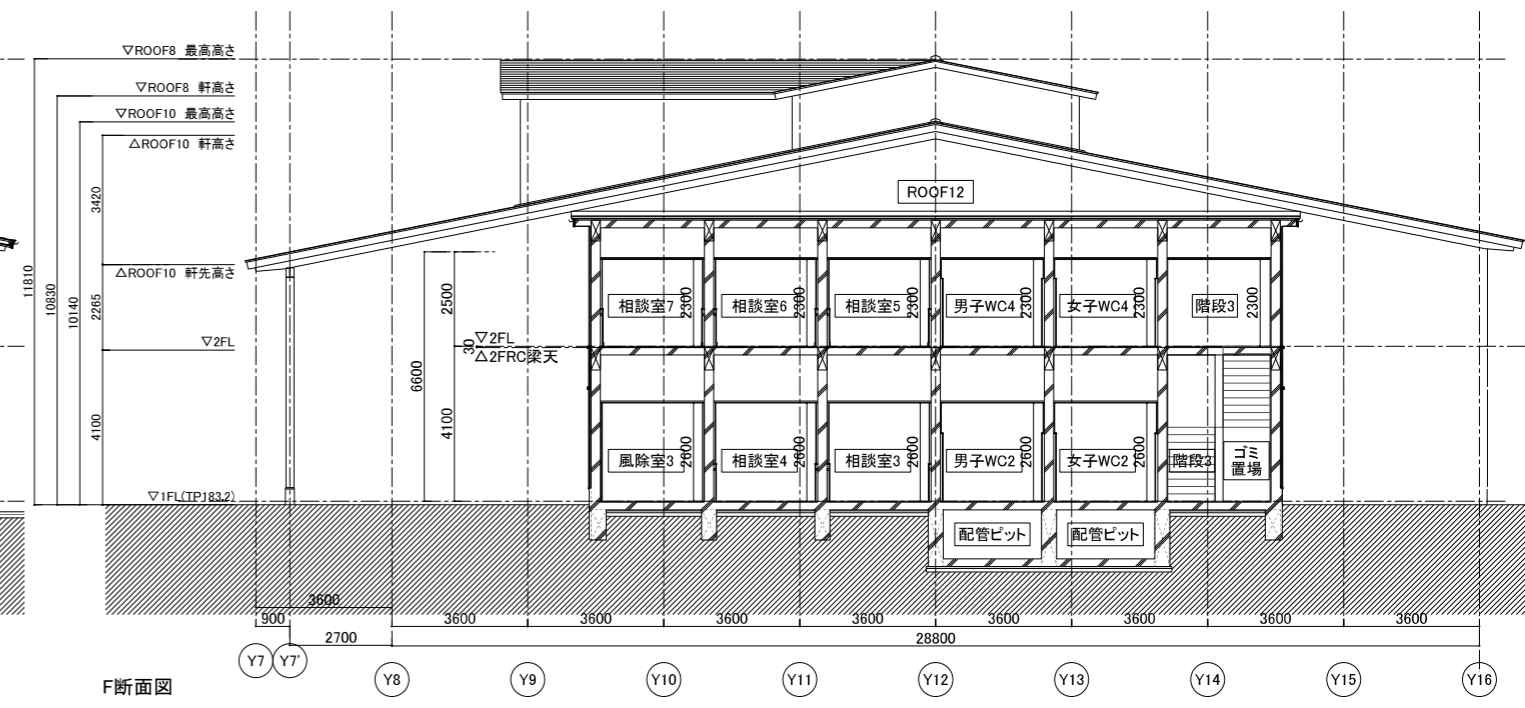 ▽ROOF8 最高高さ
▽ROOF8 軒高さ
▽ROOF10 最高高さ
△ROOF10 軒高さ
△ROOF10 軒先高さ
▽2FL
▽1FL(TP183.2)
11810
10830
10140
3420
2265
4100
6600
2500
30
4100
▽2FL
△2FRC梁天
ROOF12
相談室7
2300
相談室6
2300
相談室5
2300
男子WC4
2300
女子WC4
2300
階段3
2300
風除室3
2600
相談室4
2600
相談室3
2600
男子WC2
2600
女子WC2
2600
階段3
ゴミ
置場
配管ピット
配管ピット
3600
900
3600
3600
3600
3600
3600
3600
3600
3600
2700
28800
Y7
Y7'
Y8
Y9
Y10
Y11
Y12
Y13
Y14
Y15
Y16
F断面図